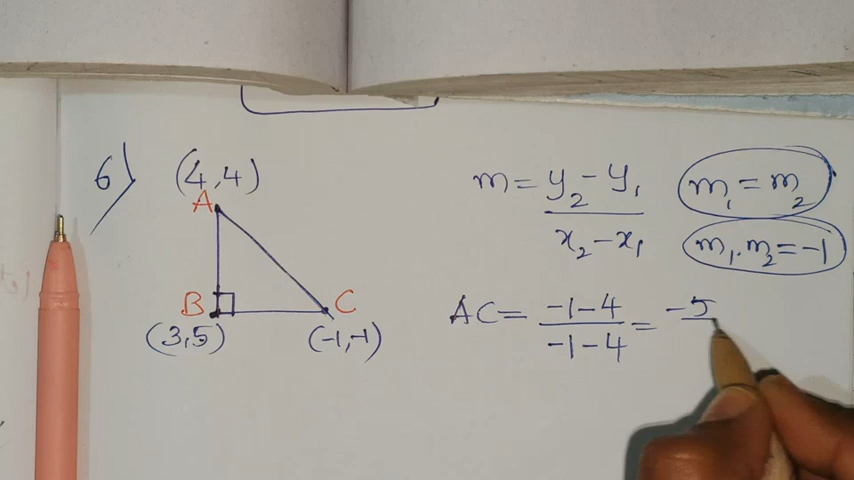 6) (4,4)
A
B C
(3,5) (-1,-1)
m = y₂ - y₁ / x₂ - x₁
m₁ = m₂
m₁.m₂ = -1
AC = -1-4 / -1-4 = -5